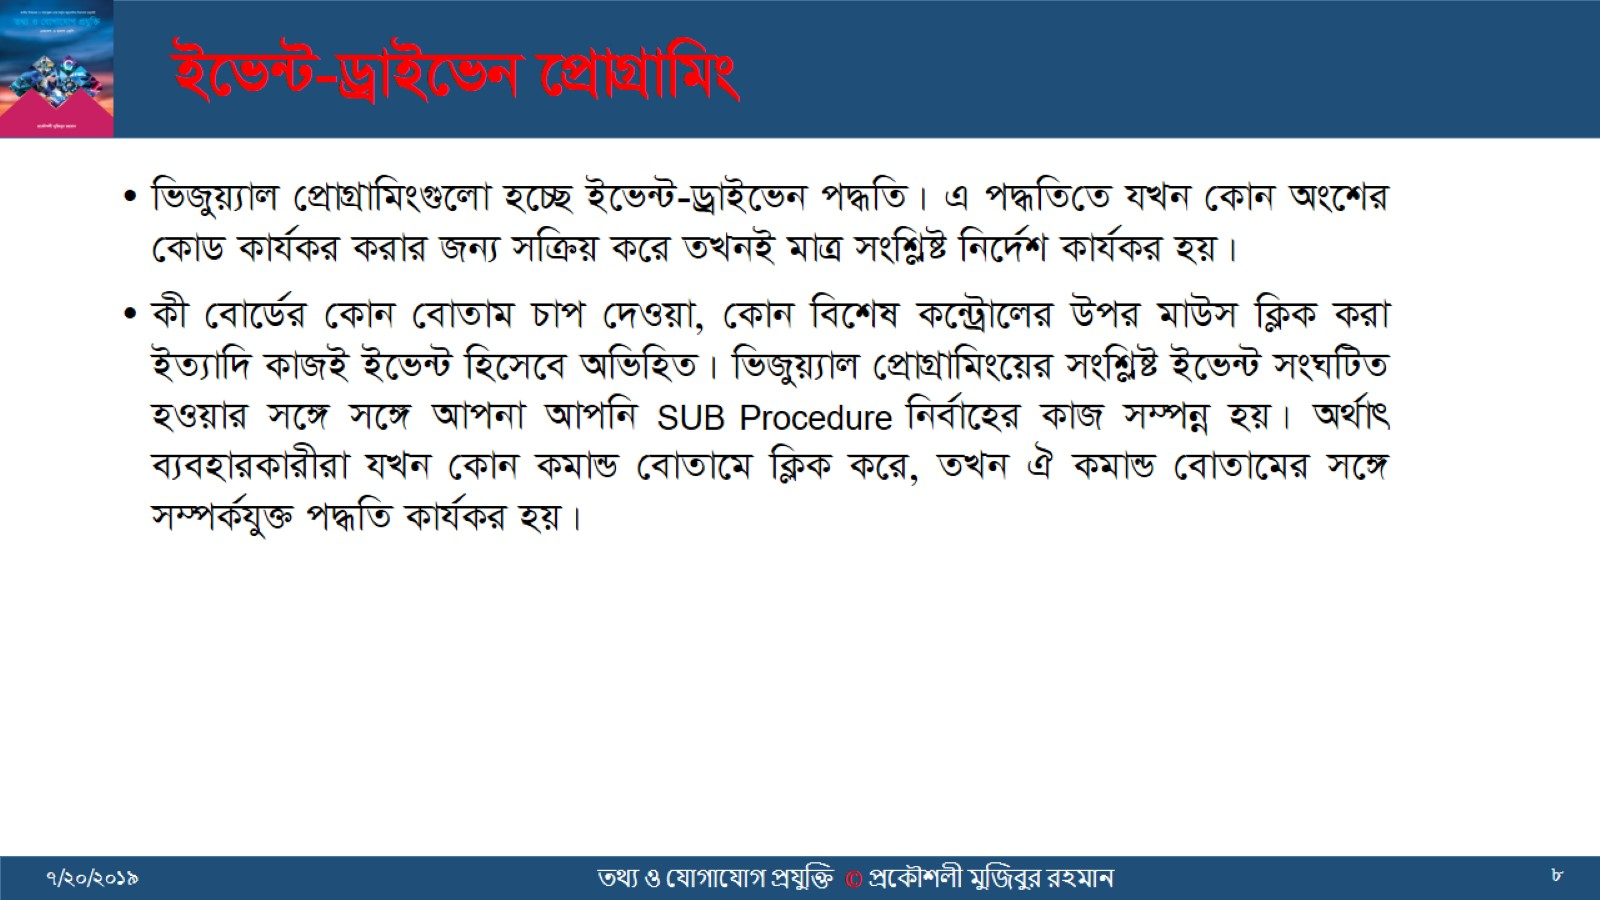 তথ্য ও যোগাযোগ প্রযুক্তি
ইভেন্ট-ড্রাইভেন প্রোগ্রামিং
• ভিজুয়্যাল প্রোগ্রামিংগুলো হচ্ছে ইভেন্ট-ড্রাইভেন পদ্ধতি। এ পদ্ধতিতে যখন কোন অংশের
কোড কার্যকর করার জন্য সক্রিয় করে তখনই মাত্র সংশ্লিষ্ট নির্দেশ কার্যকর হয়।
• কী বোর্ডের কোন বোতাম চাপ দেওয়া, কোন বিশেষ কন্ট্রোলের উপর মাউস ক্লিক করা
ইত্যাদি কাজই ইভেন্ট হিসেবে অভিহিত। ভিজুয়্যাল প্রোগ্রামিংয়ের সংশ্লিষ্ট ইভেন্ট সংঘটিত
হওয়ার সঙ্গে সঙ্গে আপনা আপনি SUB Procedure নির্বাহের কাজ সম্পন্ন হয়। অর্থাৎ
ব্যবহারকারীরা যখন কোন কমান্ড বোতামে ক্লিক করে, তখন ঐ কমান্ড বোতামের সঙ্গে
সম্পর্কযুক্ত পদ্ধতি কার্যকর হয়।
৭/২০/২০১৯
তথ্য ও যোগাযোগ প্রযুক্তি © প্রকৌশলী মুজিবুর রহমান
৮